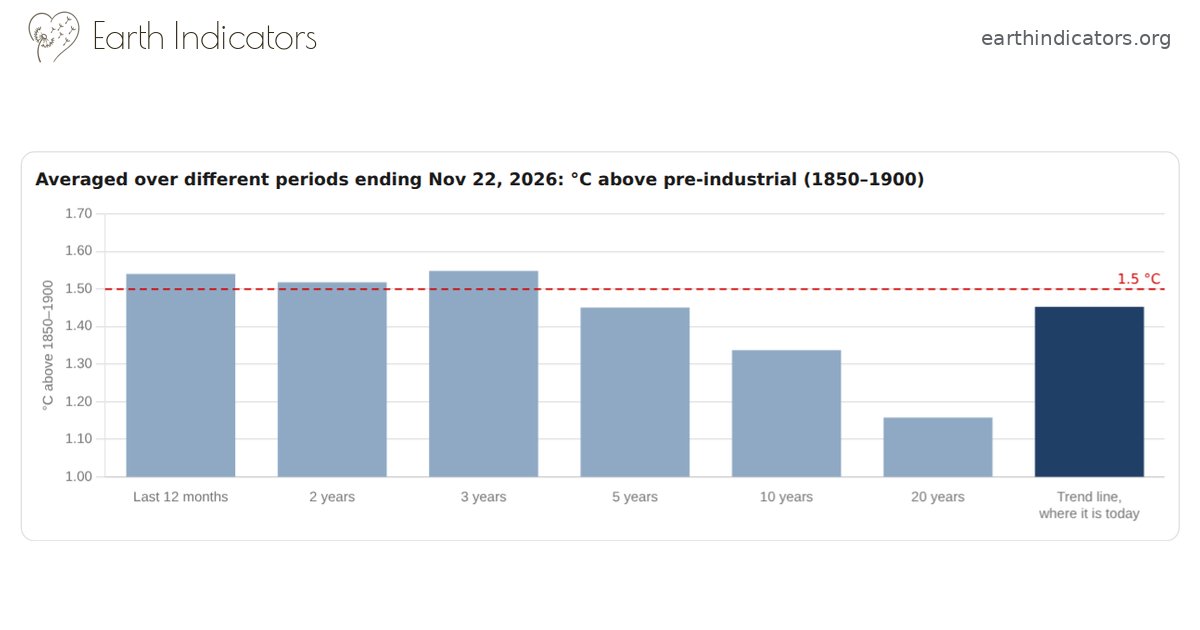 Earth Indicators
earthindicators.org
Averaged over different periods ending Nov 22, 2026: °C above pre-industrial (1850–1900)
°C above 1850–1900
1.70
1.60
1.50
1.40
1.30
1.20
1.10
1.00
1.5 °C
Last 12 months
2 years
3 years
5 years
10 years
20 years
Trend line,
where it is today